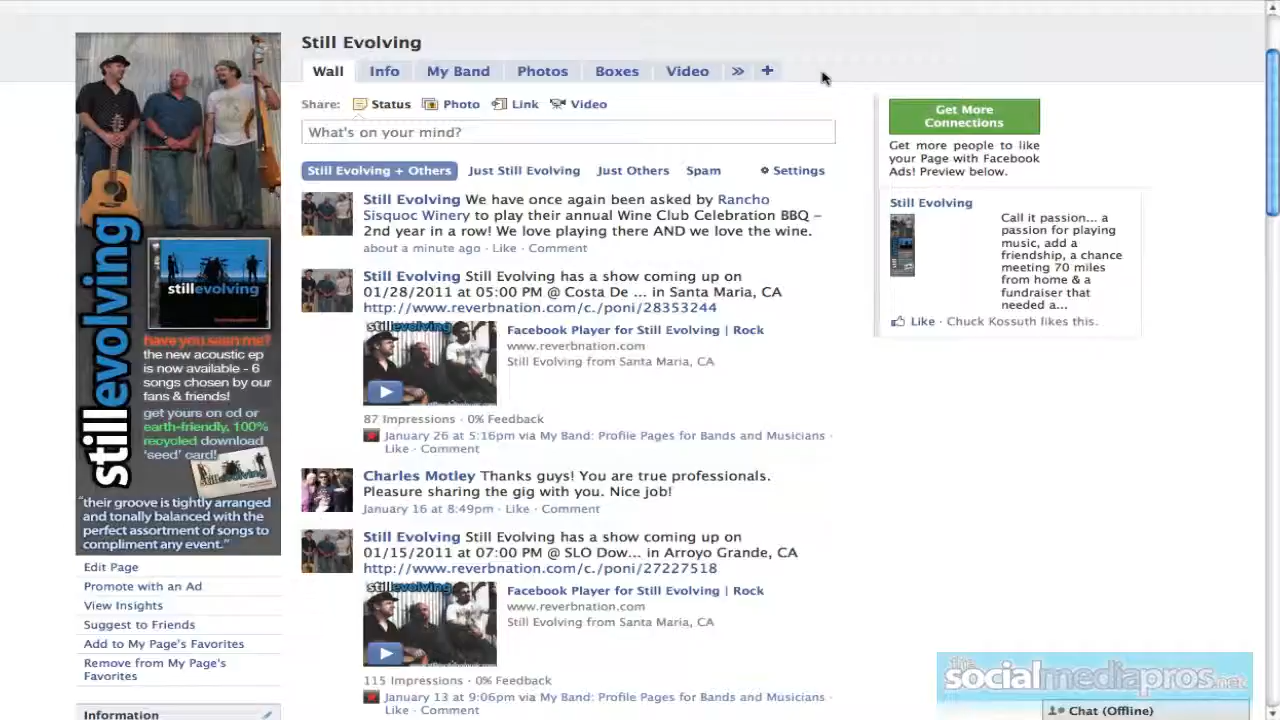 Still Evolving
Wall
Info
My Band
Photos
Boxes
Video
»
+
Share:
Status
Photo
Link
Video
What's on your mind?
Still Evolving + Others
Just Still Evolving
Just Others
Spam
Settings
Still Evolving We have once again been asked by Rancho
Sisquoc Winery to play their annual Wine Club Celebration BBQ –
2nd year in a row! We love playing there AND we love the wine.
about a minute ago · Like · Comment
Still Evolving Still Evolving has a show coming up on
01/28/2011 at 05:00 PM @ Costa De ... in Santa Maria, CA
http://www.reverbnation.com/c./poni/28353244
stillevolving
Facebook Player for Still Evolving | Rock
www.reverbnation.com
Still Evolving from Santa Maria, CA
87 Impressions · 0% Feedback
January 26 at 5:16pm via My Band: Profile Pages for Bands and Musicians ·
Like · Comment
Charles Motley Thanks guys! You are true professionals.
Pleasure sharing the gig with you. Nice job!
January 16 at 8:49pm · Like · Comment
Still Evolving Still Evolving has a show coming up on
01/15/2011 at 07:00 PM @ SLO Dow... in Arroyo Grande, CA
http://www.reverbnation.com/c./poni/27227518
stillevolving
Facebook Player for Still Evolving | Rock
www.reverbnation.com
Still Evolving from Santa Maria, CA
115 Impressions · 0% Feedback
January 13 at 9:06pm via My Band: Profile Pages for Bands and Musicians ·
Like · Comment
stillevolving
stillevolving
have you seen me?
the new acoustic ep
is now available - 6
songs chosen by our
fans & friends!
get yours on cd or
earth-friendly, 100%
recycled download
'seed' card!
"their groove is tightly arranged
and tonally balanced with the
perfect assortment of songs to
compliment any event."
Edit Page
Promote with an Ad
View Insights
Suggest to Friends
Add to My Page's Favorites
Remove from My Page's
Favorites
Information
Get More
Connections
Get more people to like
your Page with Facebook
Ads! Preview below.
Still Evolving
Call it passion... a
passion for playing
music, add a
friendship, a chance
meeting 70 miles
from home & a
fundraiser that
needed a...
Like · Chuck Kossuth likes this.
the
socialmediapros.net
Chat (Offline)